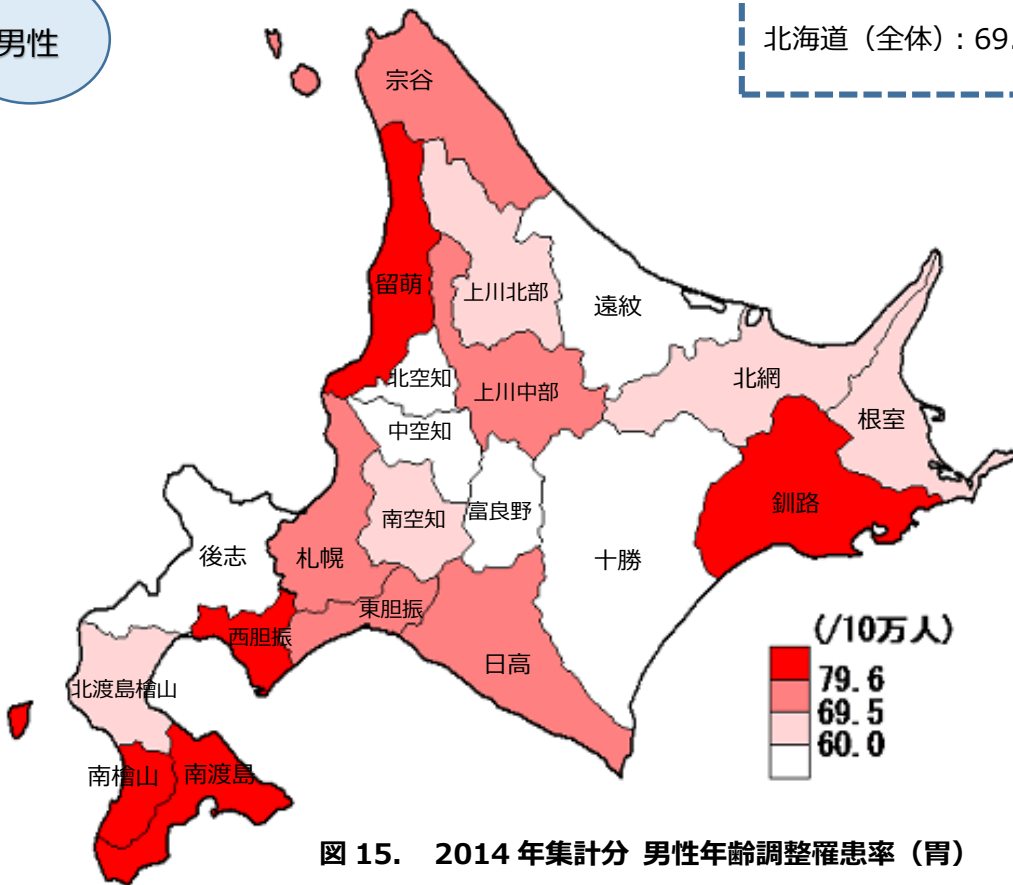 男性
北海道（全体）: 69.
宗谷
留萌
上川北部
遠紋
北空知
上川中部
北網
中空知
根室
南空知
富良野
釧路
後志
札幌
十勝
東胆振
西胆振
日高
北渡島檜山
南檜山
南渡島
(/10万人)
79.6
69.5
60.0
図 15. 2014 年集計分 男性年齢調整罹患率（胃）